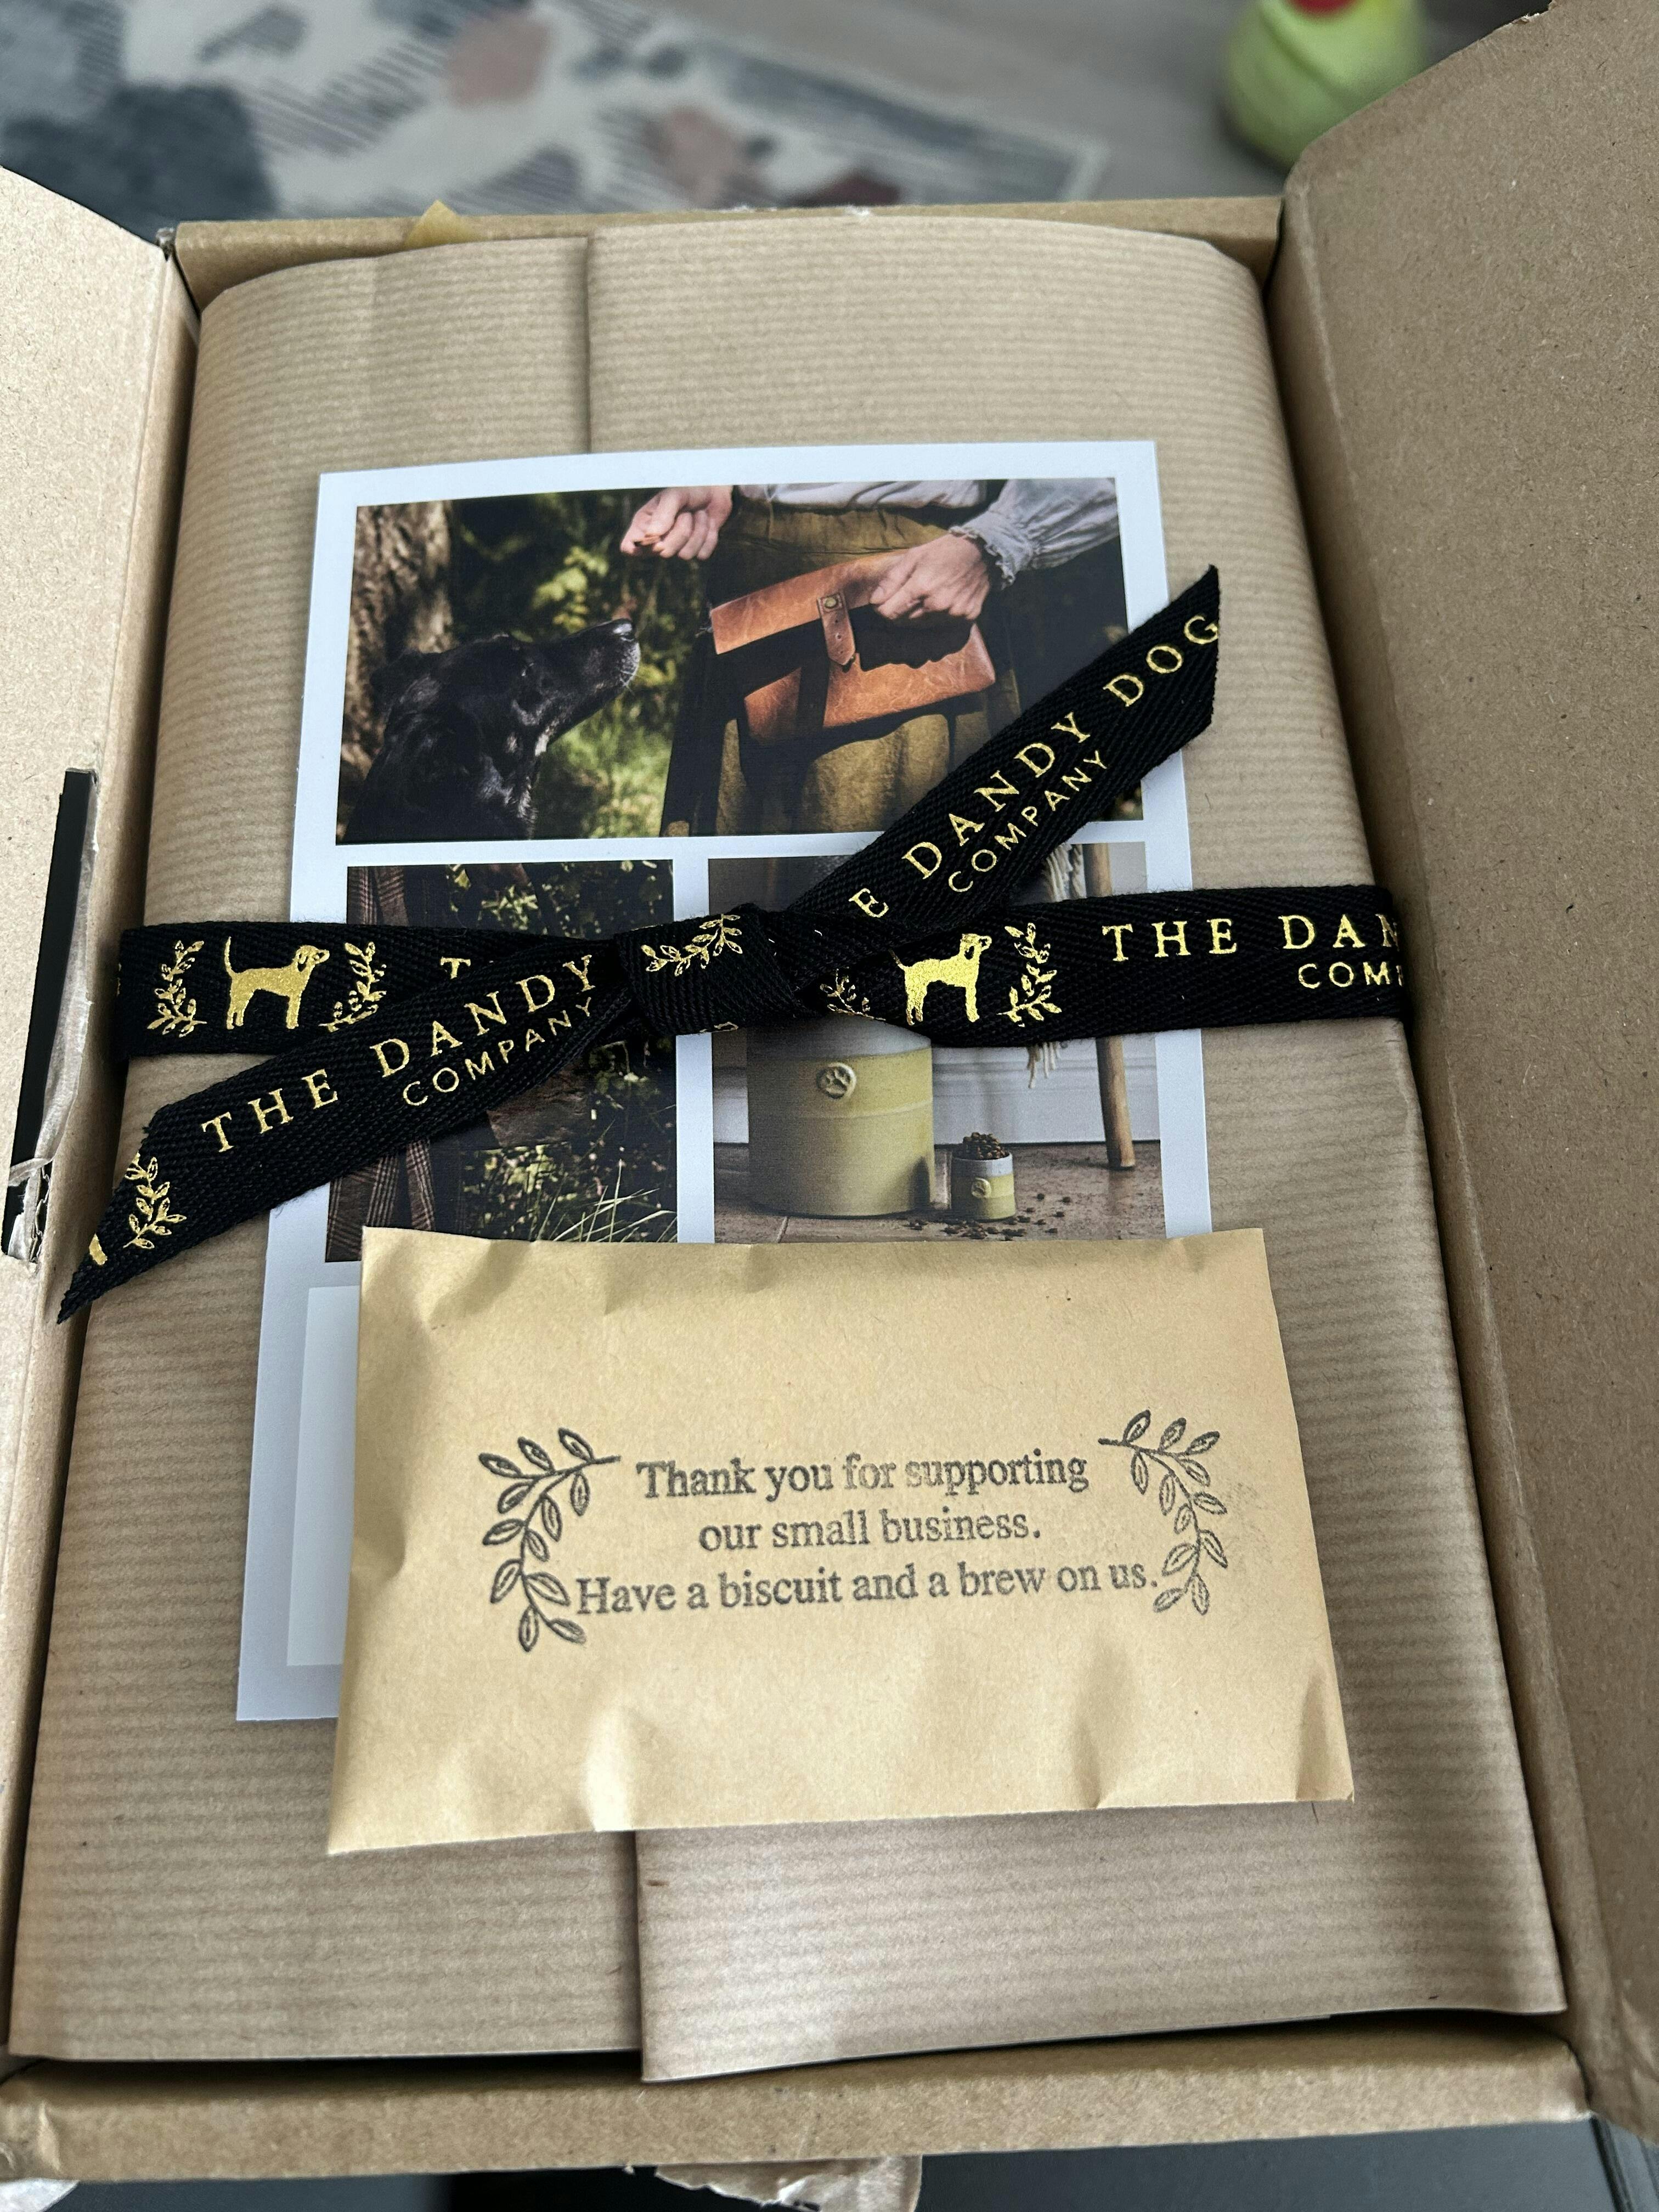 THE DANDY DOG
COMPANY
THE DAN
COMP
THE DANDY
COMPANY
Thank you for supporting
our small business.
Have a biscuit and a brew on us.